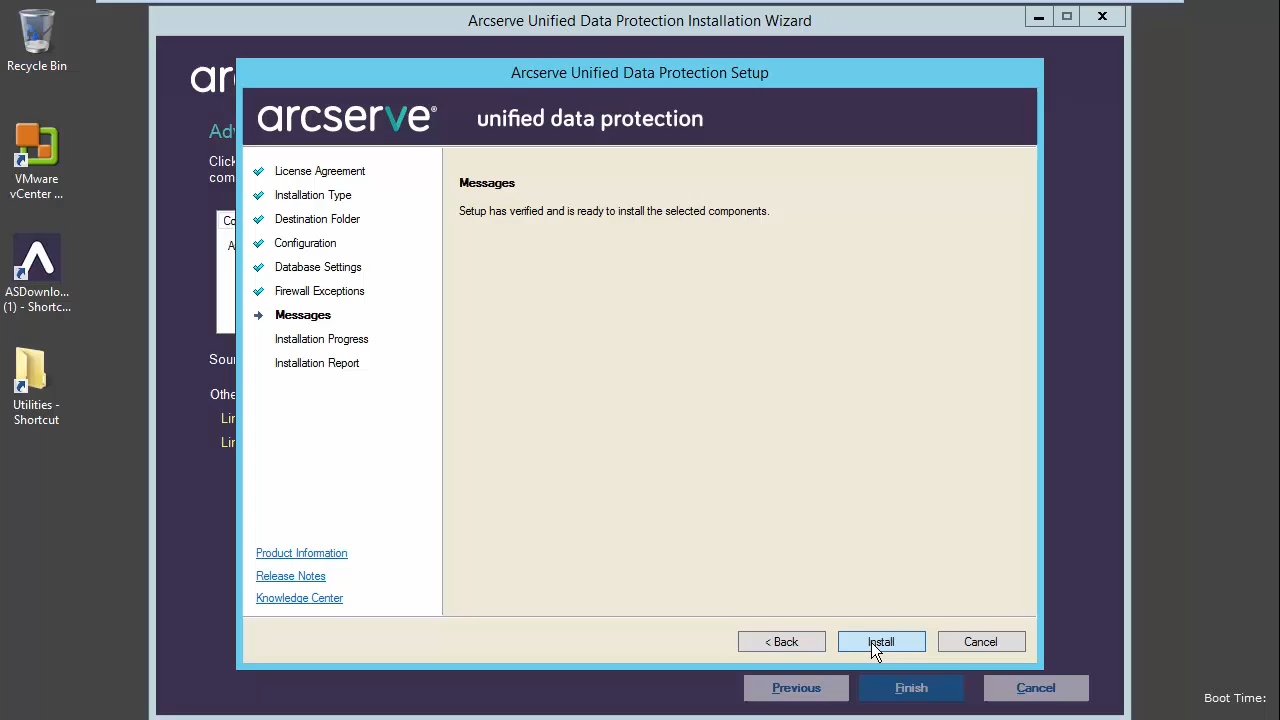 Arcserve Unified Data Protection Installation Wizard
Recycle Bin
VMware
vCenter ...
ASDownlo...
(1) - Shortc...
Utilities -
Shortcut
Arcserve Unified Data Protection Setup
arcserve® unified data protection
License Agreement
Installation Type
Destination Folder
Configuration
Database Settings
Firewall Exceptions
Messages
Installation Progress
Installation Report
Product Information
Release Notes
Knowledge Center
Messages
Setup has verified and is ready to install the selected components.
< Back
Install
Cancel
Previous
Finish
Cancel
Boot Time: